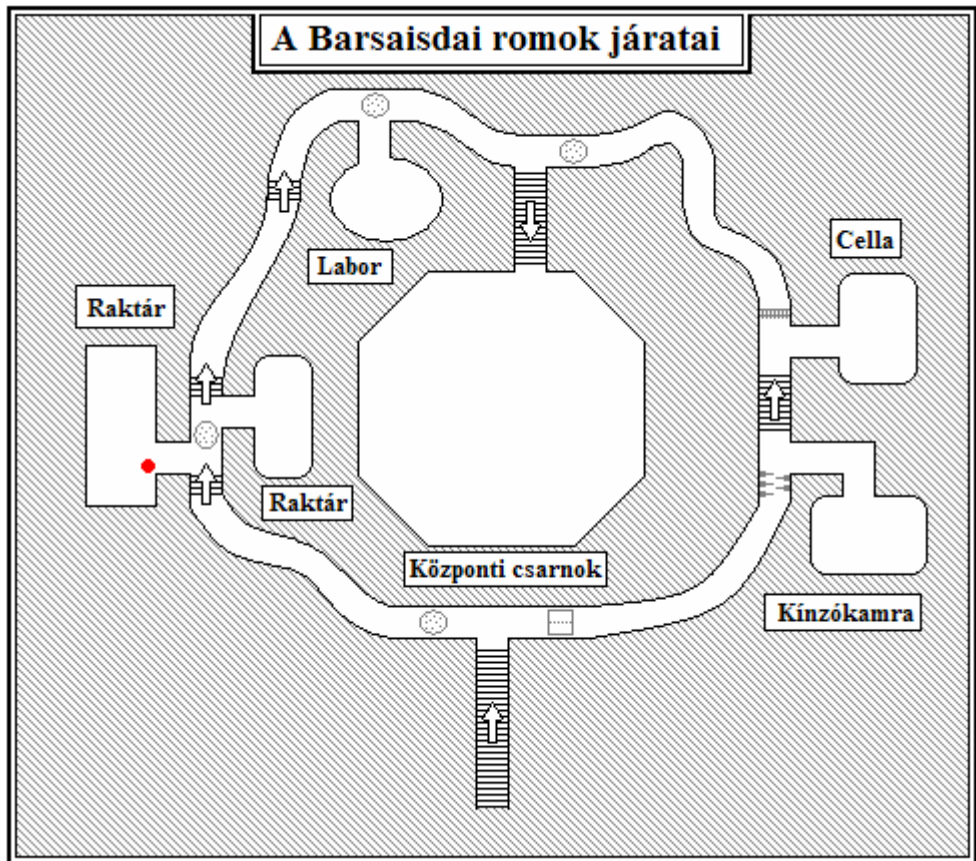 A Barsaisdai romok járatai
Cella
Labor
Raktár
Raktár
Központi csarnok
Kínzókamra